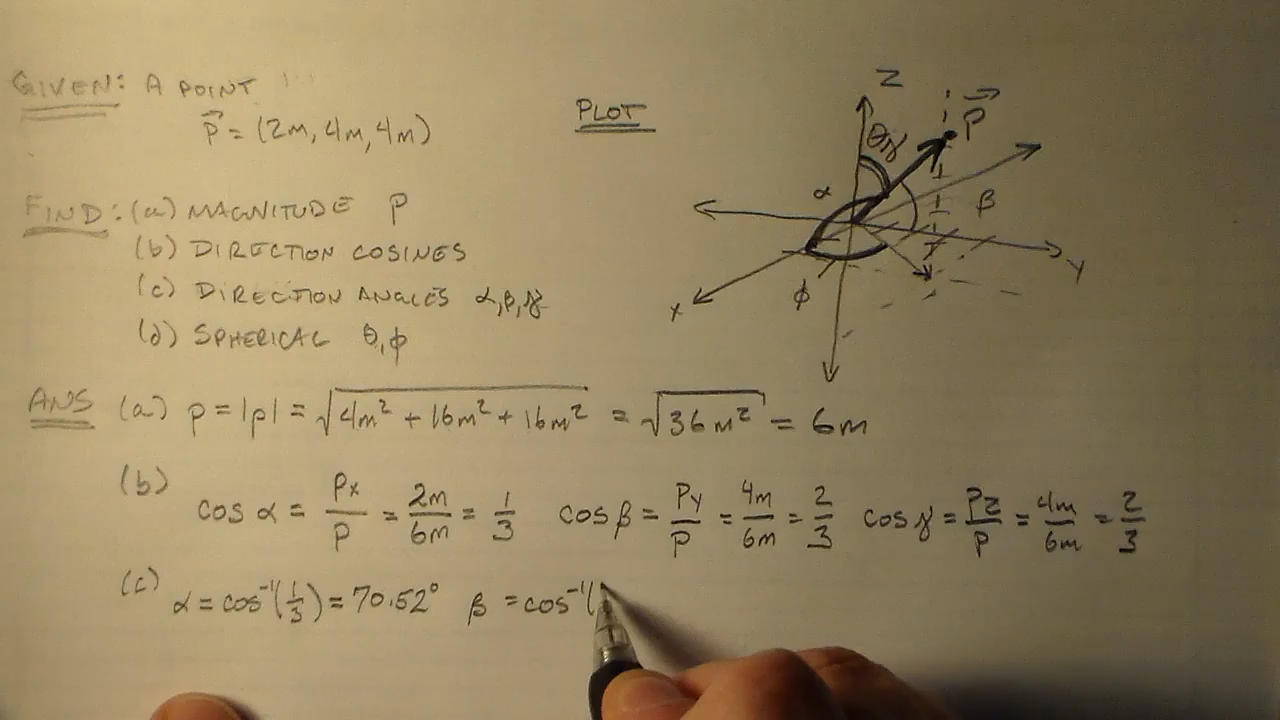 GIVEN: A POINT
P⃗ = (2m, 4m, 4m)
FIND: (a) MAGNITUDE P
(b) DIRECTION COSINES
(c) DIRECTION ANGLES α,β,γ
(d) SPHERICAL θ,φ
PLOT
Z
P⃗
θ,γ
α
β
Y
φ
X
ANS (a) p = |p| = √(4m² + 16m² + 16m²) = √(36m²) = 6m
(b) cos α = Px/P = 2m/6m = 1/3 cos β = Py/P = 4m/6m = 2/3 cos γ = Pz/P = 4m/6m = 2/3
(c) α = cos⁻¹(1/3) = 70.52° β = cos⁻¹(